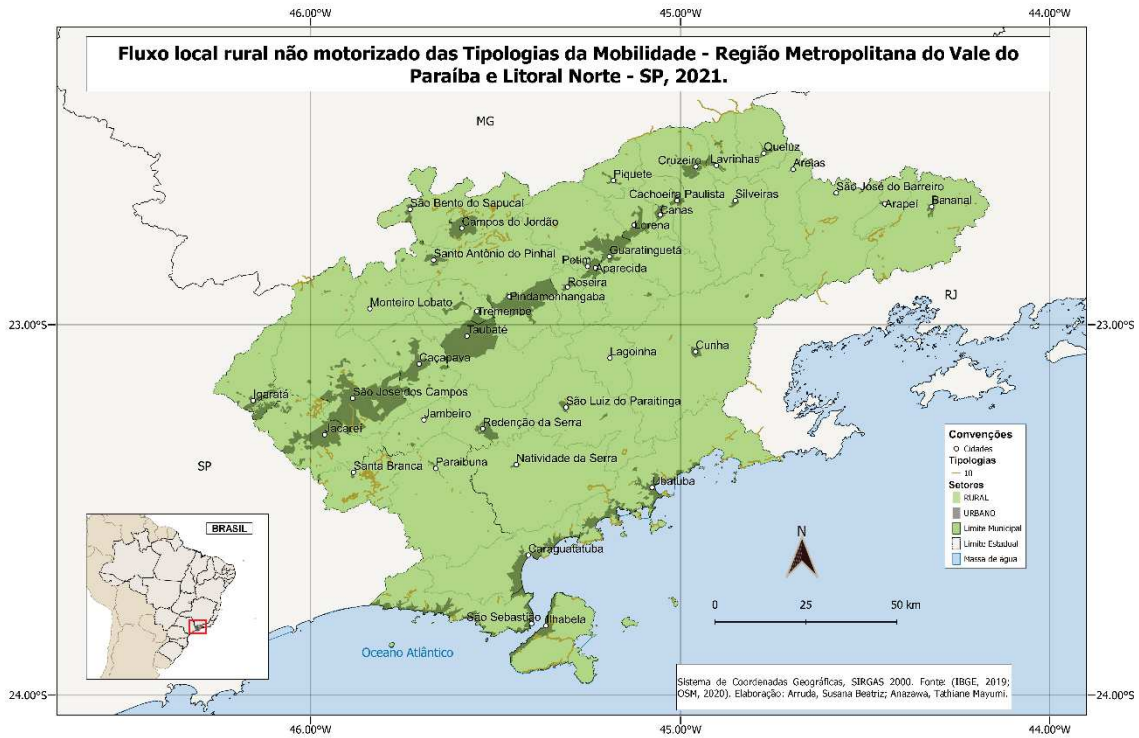 46.00°W
45.00°W
44.00°W
Fluxo local rural não motorizado das Tipologias da Mobilidade - Região Metropolitana do Vale do
Paraíba e Litoral Norte - SP, 2021.
MG
Queluz
Cruzeiro
Lavrinhas
Areias
Piquete
São José do Barreiro
Cachoeira Paulista
Silveiras
Arapeí
Bananal
São Bento do Sapucaí
Canas
Campos do Jordão
Lorena
Guaratinguetá
Santo Antônio do Pinhal
Potim
Aparecida
Roseira
RJ
Monteiro Lobato
Pindamonhangaba
Tremembé
23.00°S
23.00°S
Taubaté
Cunha
Lagoinha
Caçapava
Igaratá
São José dos Campos
São Luiz do Paraitinga
Jambeiro
Redenção da Serra
Jacareí
Convenções
Cidades
Tipologias
18
Setores
RURAL
URBANO
Limite Municipal
Limite Estadual
Massa de água
SP
Santa Branca
Paraibuna
Natividade da Serra
Ubatuba
BRASIL
N
Caraguatatuba
0 25 50 km
São Sebastião
Ilhabela
Oceano Atlântico
Sistema de Coordenadas Geográficas, SIRGAS 2000. Fonte: (IBGE, 2019;
OSM, 2020). Elaboração: Arruda, Susana Beatriz; Anazawa, Tathiane Mayumi.
24.00°S
24.00°S
46.00°W
45.00°W
44.00°W